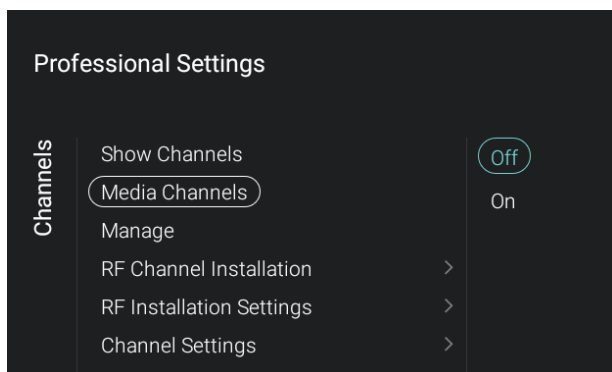 Professional Settings
Channels
Show Channels
Off
Media Channels
On
Manage
RF Channel Installation
RF Installation Settings
Channel Settings